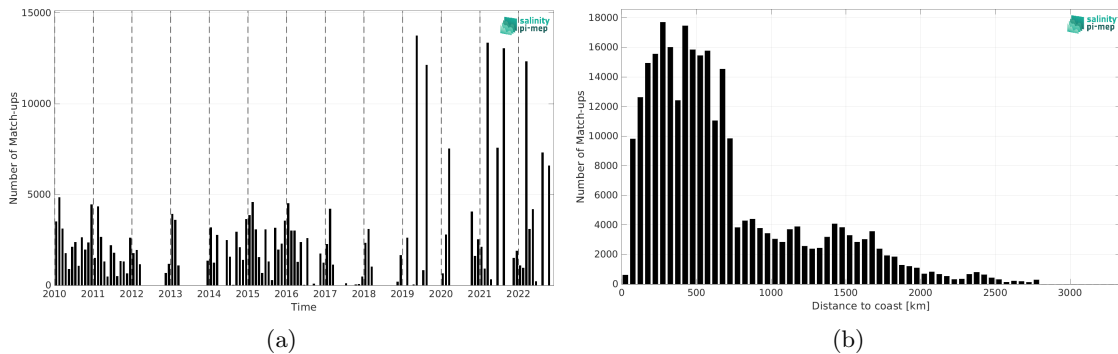 15000
10000
5000
0
Number of Match-ups
2010 2011 2012 2013 2014 2015 2016 2017 2018 2019 2020 2021 2022
Time
salinity
pi-mep
(a)
18000
16000
14000
12000
10000
8000
6000
4000
2000
0
Number of Match-ups
0 500 1000 1500 2000 2500 3000
Distance to coast [km]
salinity
pi-mep
(b)